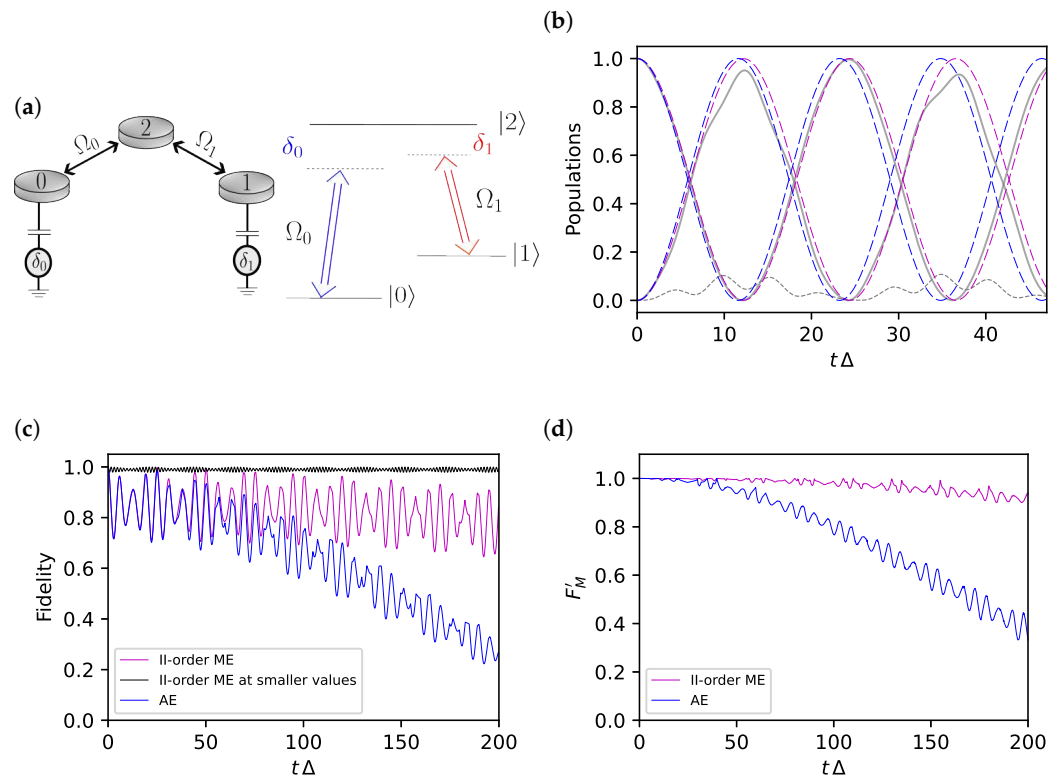 (a)
2
Ω₀
Ω₁
0
1
δ₀
δ₁
|2⟩
δ₀
δ₁
Ω₀
Ω₁
|1⟩
|0⟩
(b)
Populations
1.0
0.8
0.6
0.4
0.2
0.0
0 10 20 30 40
t Δ
(c)
Fidelity
1.0
0.8
0.6
0.4
0.2
0.0
II-order ME
II-order ME at smaller values
AE
0 50 100 150 200
t Δ
(d)
F′_M
1.0
0.8
0.6
0.4
0.2
0.0
II-order ME
AE
0 50 100 150 200
t Δ